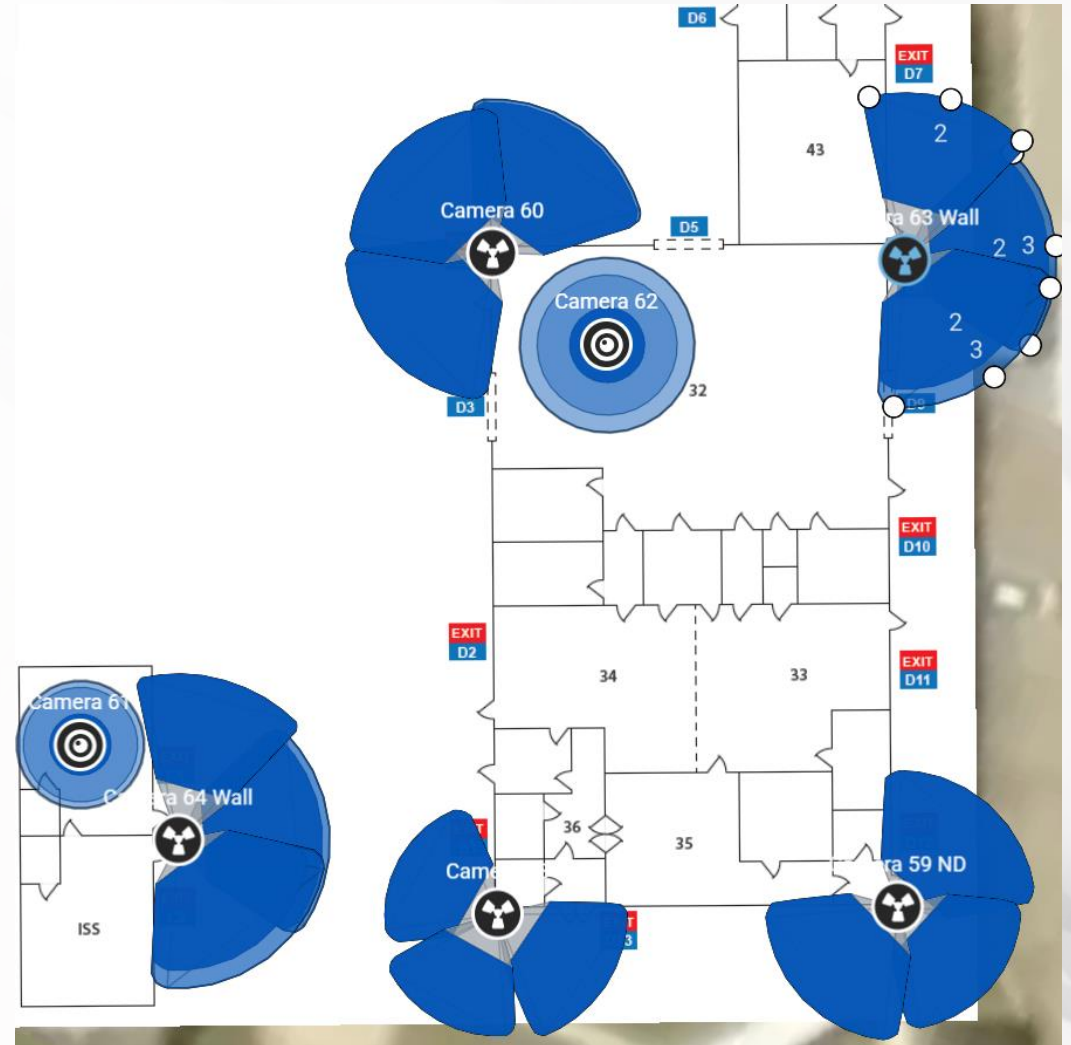 D6
EXIT
D7
2
43
Camera 60
D5
ra 63 Wall
2 3
Camera 62
2
3
32
D3
D9
EXIT
D10
EXIT
D2
34
33
EXIT
D11
Camera 61
64 Wall
36
35
Came
ra 59 ND
ISS